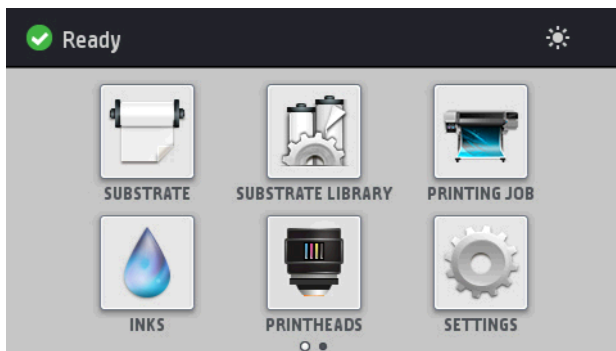 Ready
SUBSTRATE SUBSTRATE LIBRARY PRINTING JOB
INKS PRINTHEADS SETTINGS